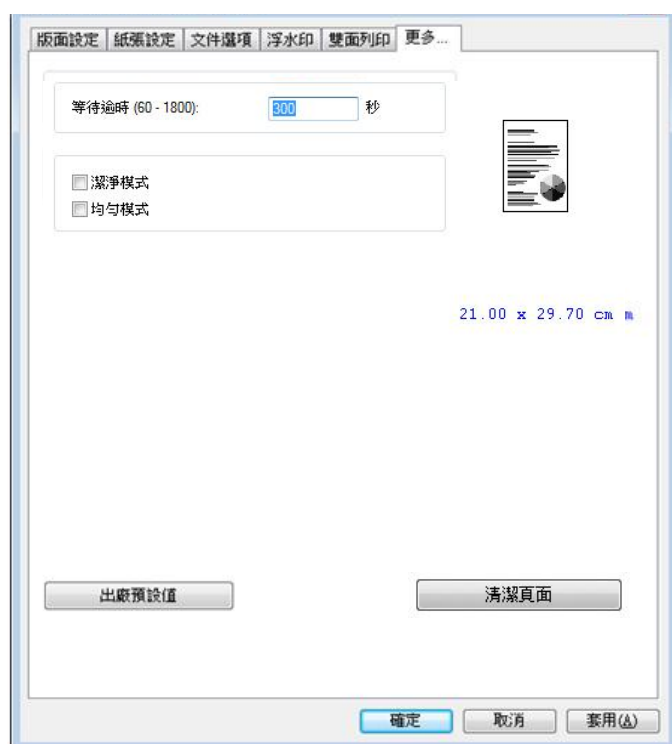 版面設定 紙張設定 文件選項 浮水印 雙面列印 更多...
等待逾時 (60 - 1800): 300 秒
潔淨模式
均勻模式
21.00 x 29.70 cm m
出廠預設值 清潔頁面
確定 取消 套用(A)